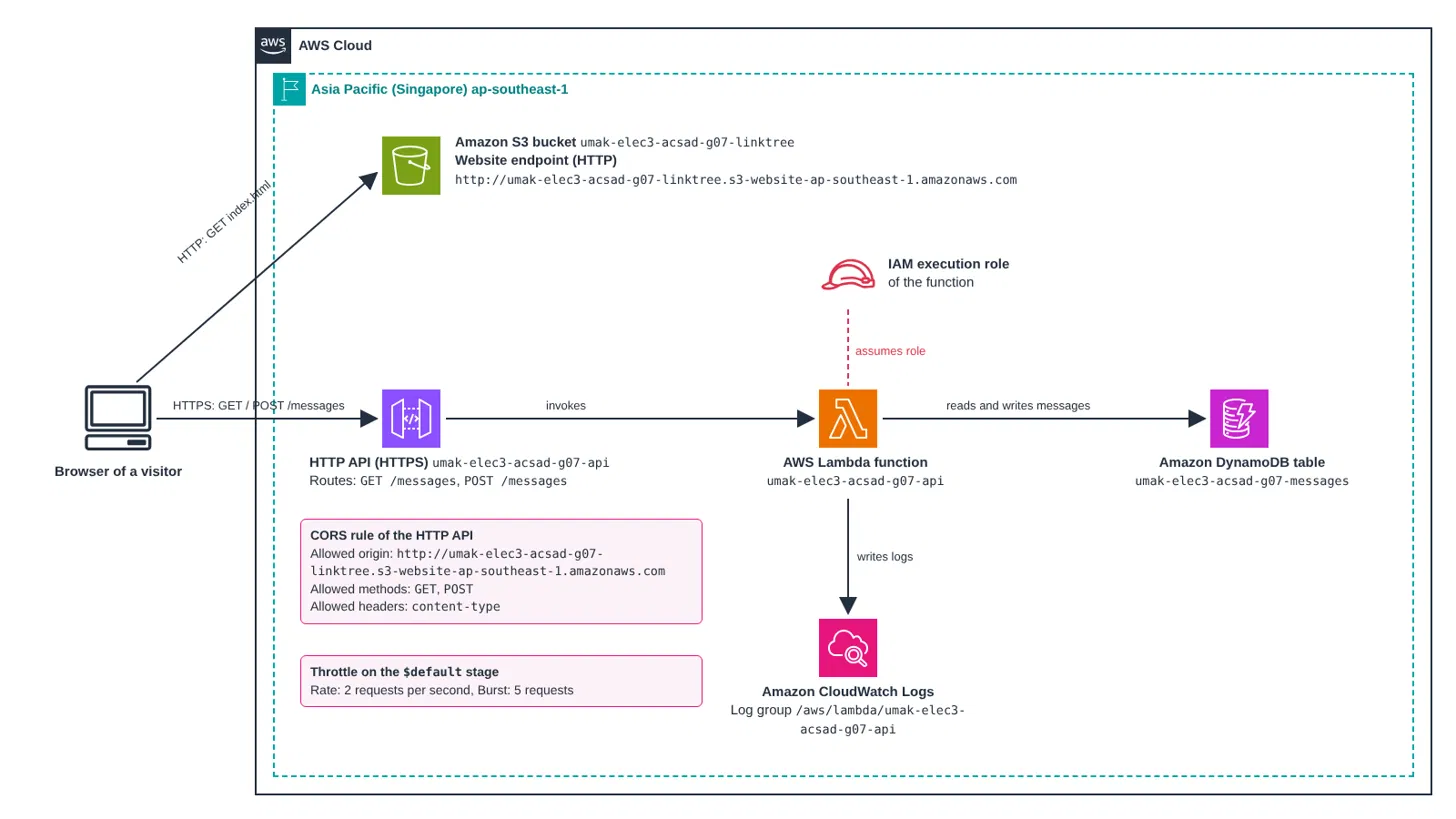 aws
AWS Cloud
Asia Pacific (Singapore) ap-southeast-1
Amazon S3 bucket umak-elec3-acsad-g07-linktree
Website endpoint (HTTP)
http://umak-elec3-acsad-g07-linktree.s3-website-ap-southeast-1.amazonaws.com
HTTP: GET index.html
IAM execution role
of the function
assumes role
HTTPS: GET / POST /messages
invokes
reads and writes messages
Browser of a visitor
HTTP API (HTTPS) umak-elec3-acsad-g07-api
Routes: GET /messages, POST /messages
AWS Lambda function
umak-elec3-acsad-g07-api
Amazon DynamoDB table
umak-elec3-acsad-g07-messages
CORS rule of the HTTP API
Allowed origin: http://umak-elec3-acsad-g07-
linktree.s3-website-ap-southeast-1.amazonaws.com
Allowed methods: GET, POST
Allowed headers: content-type
writes logs
Throttle on the $default stage
Rate: 2 requests per second, Burst: 5 requests
Amazon CloudWatch Logs
Log group /aws/lambda/umak-elec3-
acsad-g07-api